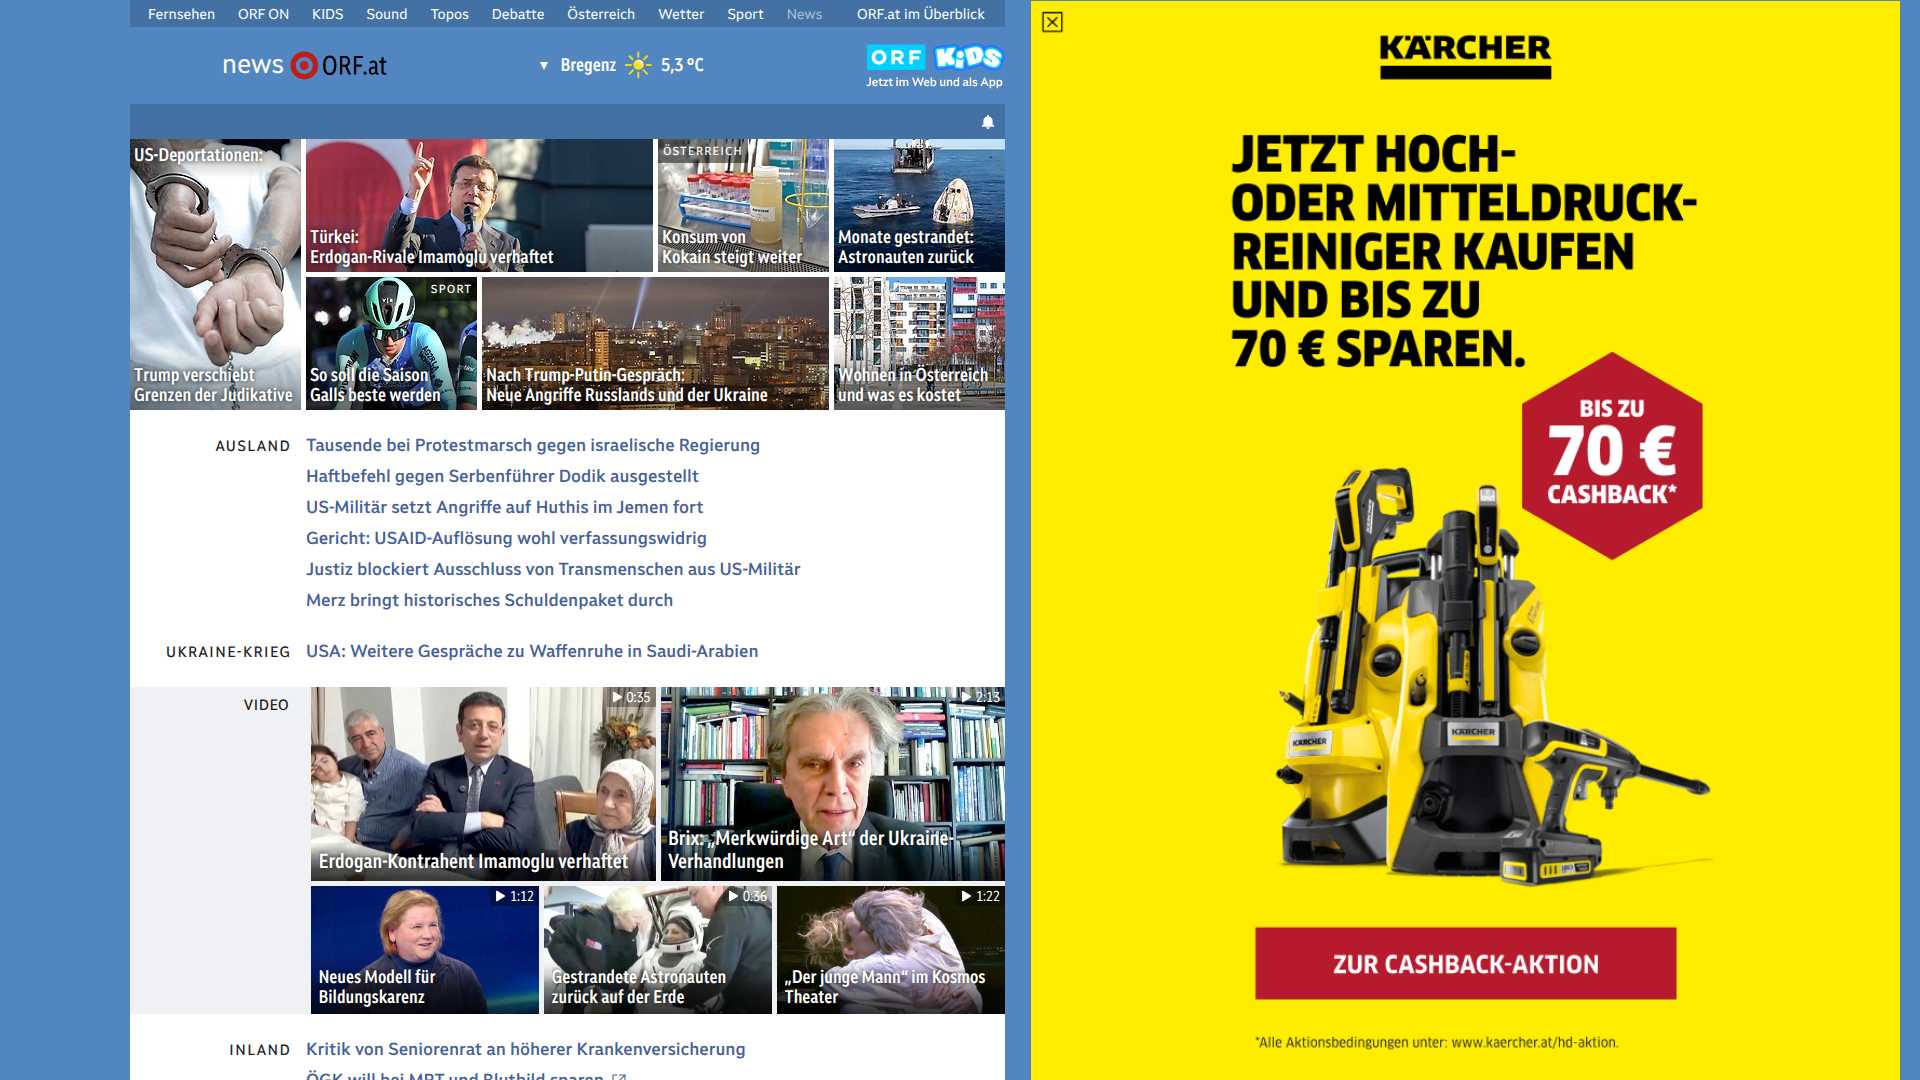 Fernsehen ORF ON KIDS Sound Topos Debatte Österreich Wetter Sport News ORF.at im Überblick
news ORF.at
Bregenz 5,3 °C
ORF KIDS
Jetzt im Web und als App
US-Deportationen:
Trump verschiebt
Grenzen der Judikative
Türkei:
Erdogan-Rivale Imamoglu verhaftet
ÖSTERREICH
Konsum von
Kokain steigt weiter
Monate gestrandet:
Astronauten zurück
SPORT
So soll die Saison
Galls beste werden
Nach Trump-Putin-Gespräch:
Neue Angriffe Russlands und der Ukraine
Wohnen in Österreich
und was es kostet
AUSLAND
Tausende bei Protestmarsch gegen israelische Regierung
Haftbefehl gegen Serbenführer Dodik ausgestellt
US-Militär setzt Angriffe auf Huthis im Jemen fort
Gericht: USAID-Auflösung wohl verfassungswidrig
Justiz blockiert Ausschluss von Transmenschen aus US-Militär
Merz bringt historisches Schuldenpaket durch
UKRAINE-KRIEG
USA: Weitere Gespräche zu Waffenruhe in Saudi-Arabien
VIDEO
0:35
Erdogan-Kontrahent Imamoglu verhaftet
2:13
Brix: „Merkwürdige Art“ der Ukraine-
Verhandlungen
1:12
Neues Modell für
Bildungskarenz
0:36
Gestrandete Astronauten
zurück auf der Erde
1:22
„Der junge Mann“ im Kosmos
Theater
INLAND
Kritik von Seniorenrat an höherer Krankenversicherung
ÖGK will bei MRT und Blutbild sparen
KÄRCHER
JETZT HOCH-
ODER MITTELDRUCK-
REINIGER KAUFEN
UND BIS ZU
70 € SPAREN.
BIS ZU
70 €
CASHBACK*
KÄRCHER
KÄRCHER
ZUR CASHBACK-AKTION
*Alle Aktionsbedingungen unter: www.kaercher.at/hd-aktion.